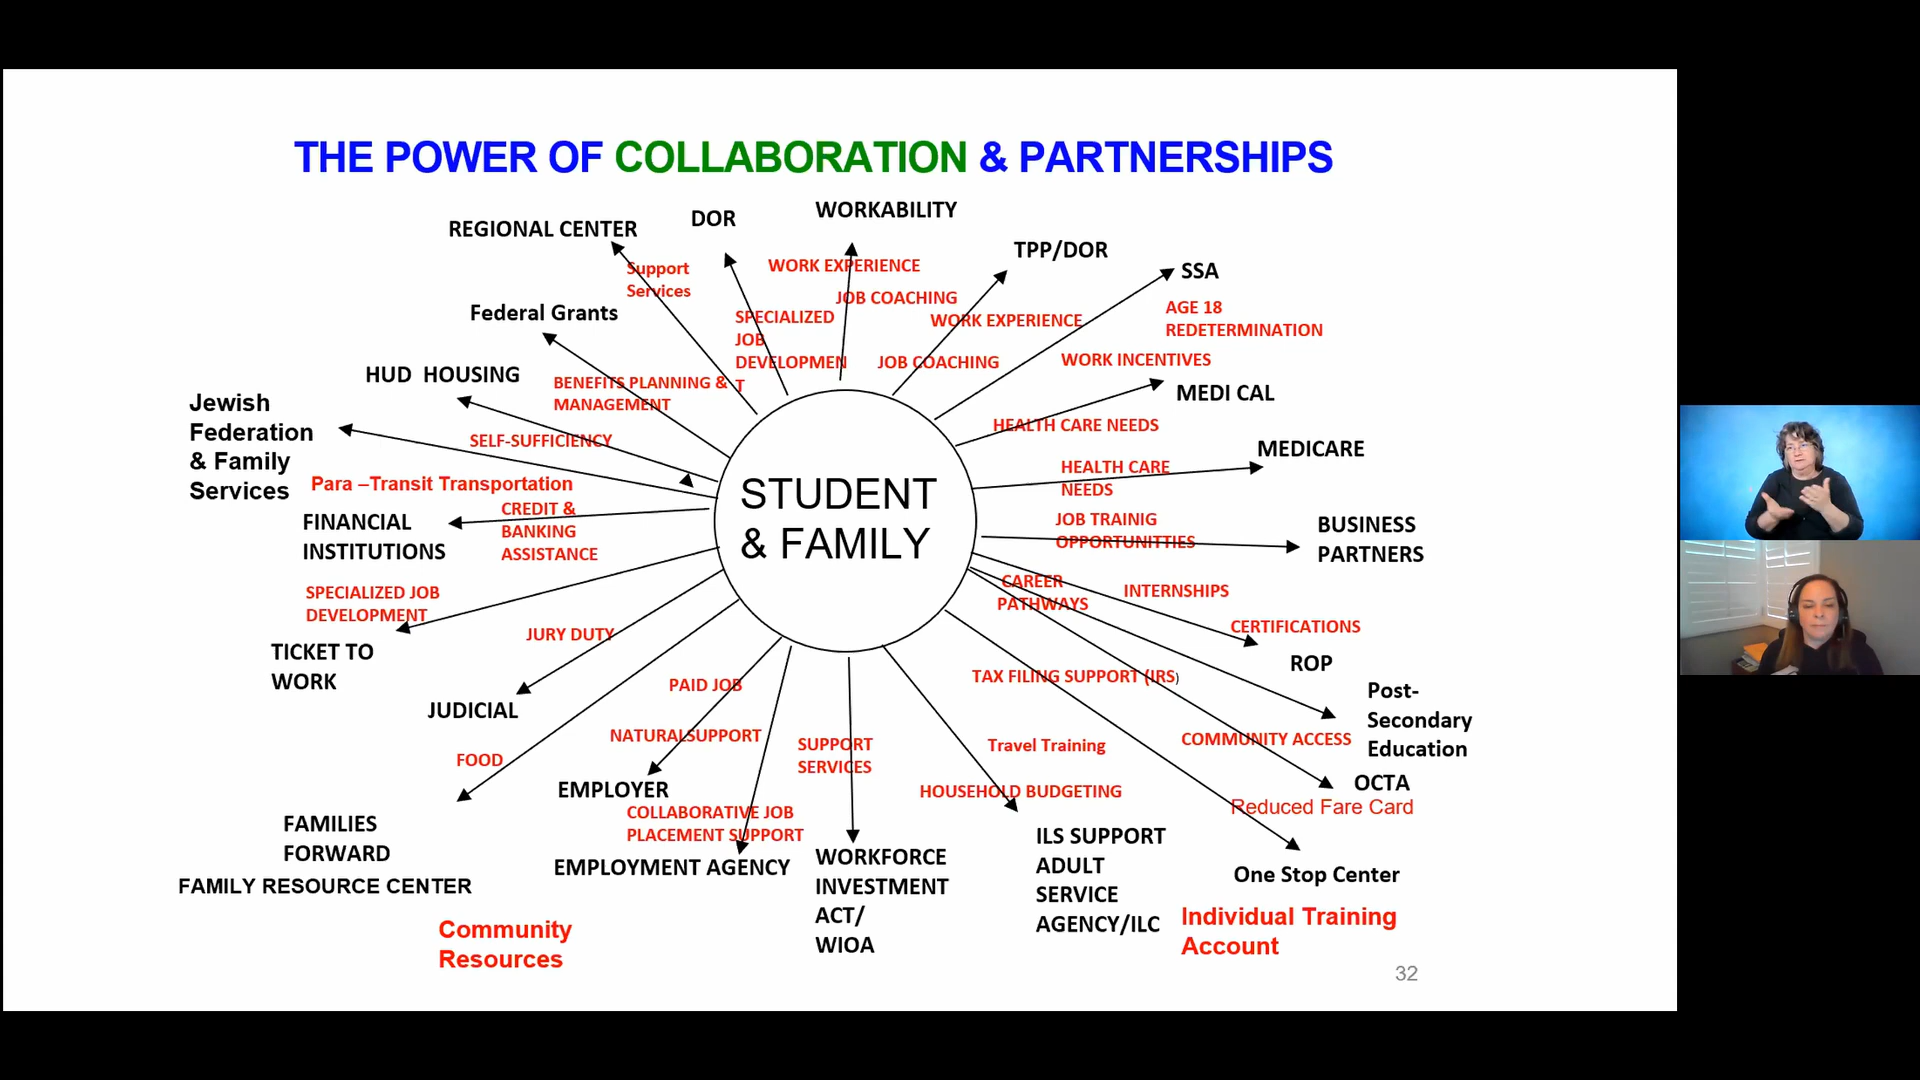 THE POWER OF COLLABORATION & PARTNERSHIPS
REGIONAL CENTER
DOR
WORKABILITY
TPP/DOR
SSA
Support
Services
WORK EXPERIENCE
JOB COACHING
SPECIALIZED
JOB
DEVELOPMEN
T
WORK EXPERIENCE
JOB COACHING
AGE 18
REDETERMINATION
WORK INCENTIVES
Federal Grants
BENEFITS PLANNING &
MANAGEMENT
HUD HOUSING
SELF-SUFFICIENCY
MEDI CAL
HEALTH CARE NEEDS
Jewish
Federation
& Family
Services
Para –Transit Transportation
MEDICARE
HEALTH CARE
NEEDS
STUDENT
& FAMILY
FINANCIAL
INSTITUTIONS
CREDIT &
BANKING
ASSISTANCE
JOB TRAINIG
OPPORTUNITTIES
BUSINESS
PARTNERS
CAREER
PATHWAYS
INTERNSHIPS
CERTIFICATIONS
ROP
SPECIALIZED JOB
DEVELOPMENT
TICKET TO
WORK
JURY DUTY
JUDICIAL
TAX FILING SUPPORT (IRS)
Post-
Secondary
Education
PAID JOB
NATURALSUPPORT
EMPLOYER
SUPPORT
SERVICES
Travel Training
HOUSEHOLD BUDGETING
COMMUNITY ACCESS
OCTA
Reduced Fare Card
FOOD
FAMILIES
FORWARD
FAMILY RESOURCE CENTER
COLLABORATIVE JOB
PLACEMENT SUPPORT
EMPLOYMENT AGENCY
WORKFORCE
INVESTMENT
ACT/
WIOA
ILS SUPPORT
ADULT
SERVICE
AGENCY/ILC
One Stop Center
Individual Training
Account
Community
Resources
32